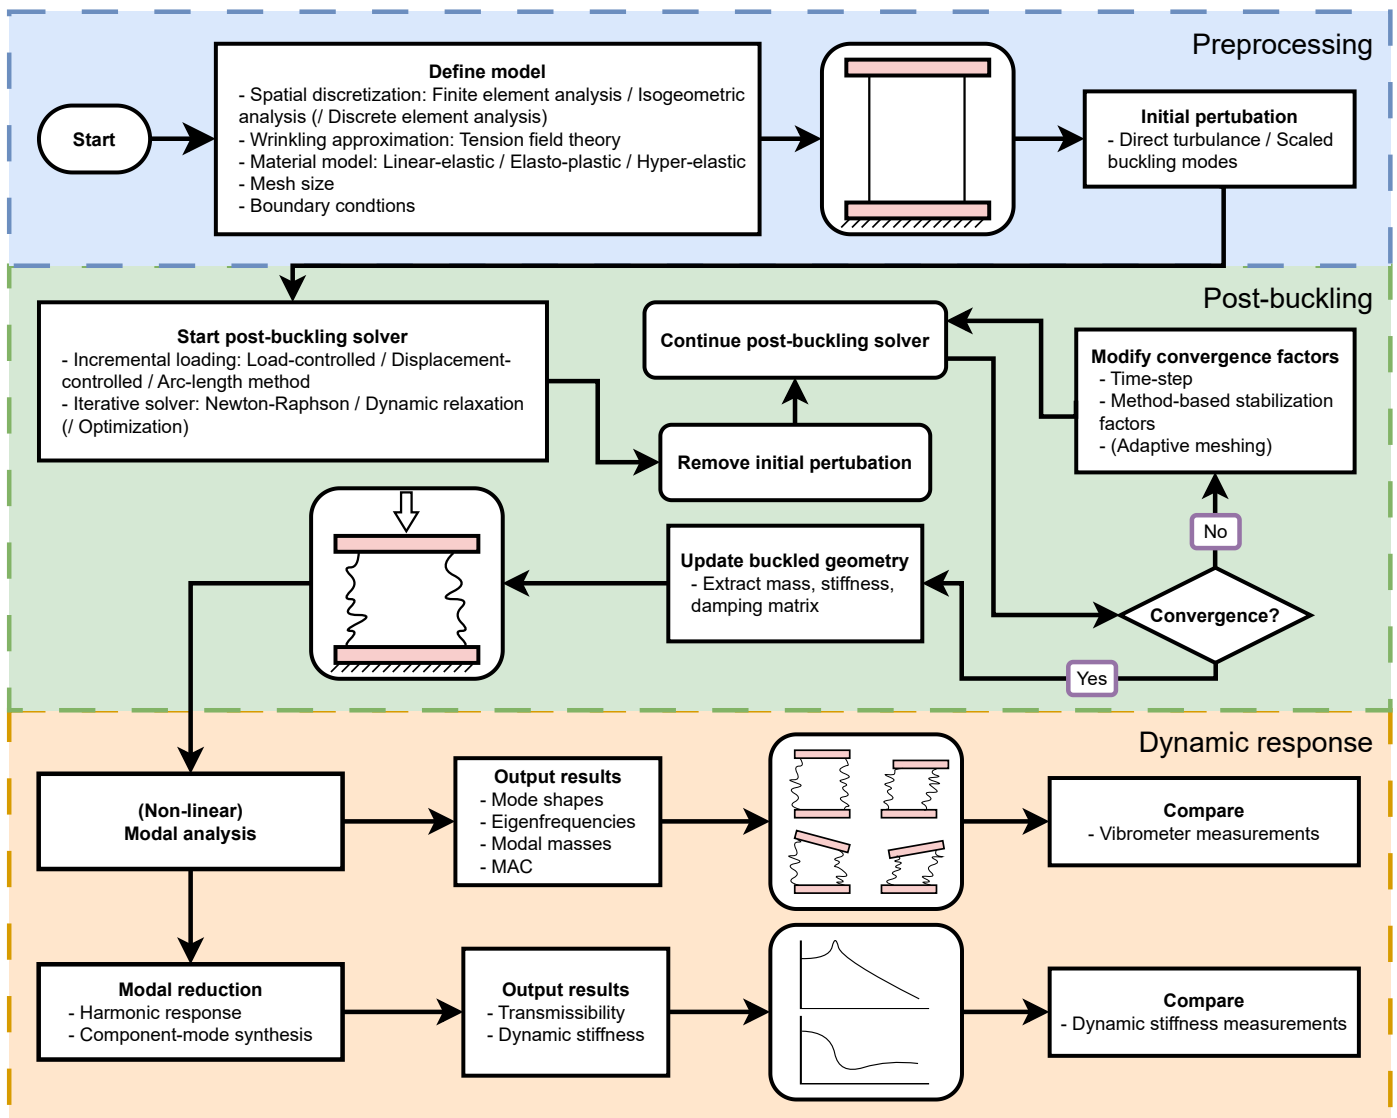 Preprocessing
Start
Define model
- Spatial discretization: Finite element analysis / Isogeometric
analysis (/ Discrete element analysis)
- Wrinkling approximation: Tension field theory
- Material model: Linear-elastic / Elasto-plastic / Hyper-elastic
- Mesh size
- Boundary condtions
Initial pertubation
- Direct turbulance / Scaled
buckling modes
Post-buckling
Start post-buckling solver
- Incremental loading: Load-controlled / Displacement-
controlled / Arc-length method
- Iterative solver: Newton-Raphson / Dynamic relaxation
(/ Optimization)
Remove initial pertubation
Continue post-buckling solver
Convergence?
No
Modify convergence factors
- Time-step
- Method-based stabilization
factors
- (Adaptive meshing)
Yes
Update buckled geometry
- Extract mass, stiffness,
damping matrix
Dynamic response
(Non-linear)
Modal analysis
Output results
- Mode shapes
- Eigenfrequencies
- Modal masses
- MAC
Compare
- Vibrometer measurements
Modal reduction
- Harmonic response
- Component-mode synthesis
Output results
- Transmissibility
- Dynamic stiffness
Compare
- Dynamic stiffness measurements